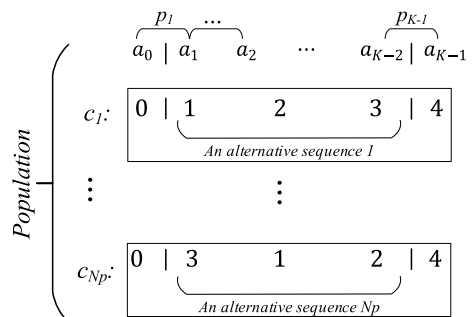 p1 ... pK-1
a0 | a1 a2 ... aK-2 | aK-1
c1: 0 | 1 2 3 | 4
An alternative sequence 1
Population
⋮ ⋮
cNp: 0 | 3 1 2 | 4
An alternative sequence Np